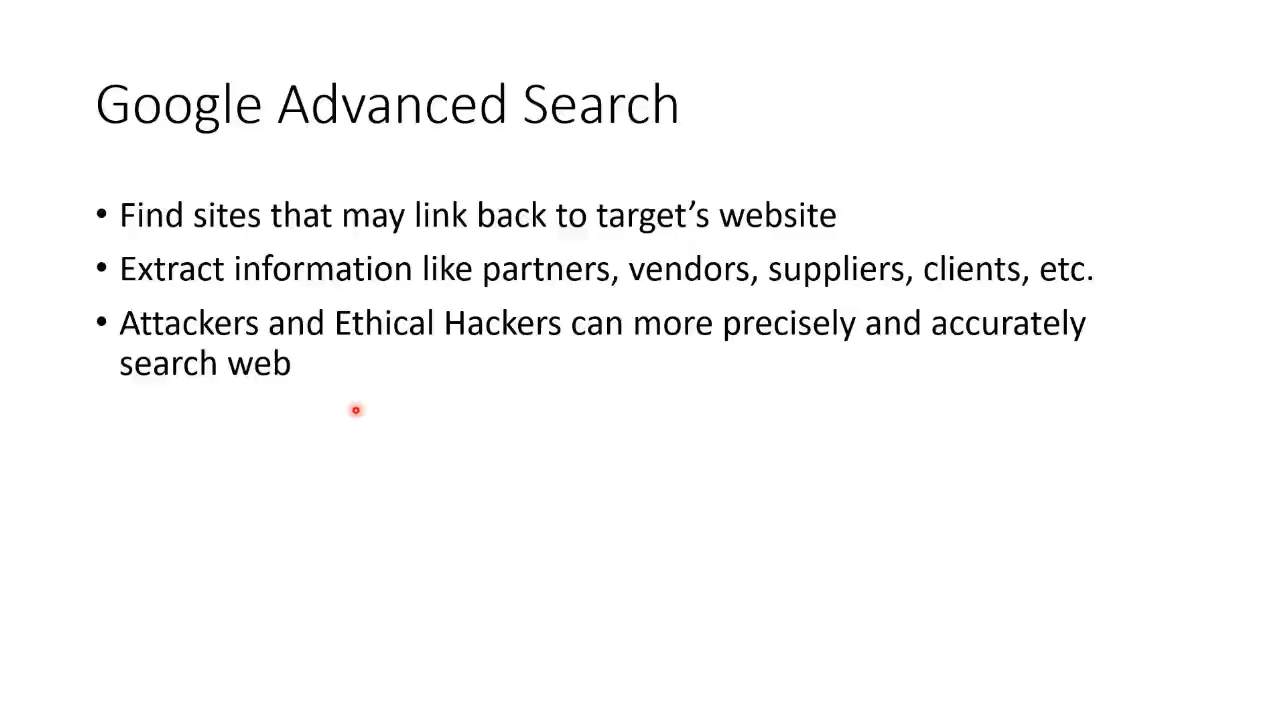 Google Advanced Search
• Find sites that may link back to target’s website
• Extract information like partners, vendors, suppliers, clients, etc.
• Attackers and Ethical Hackers can more precisely and accurately
search web